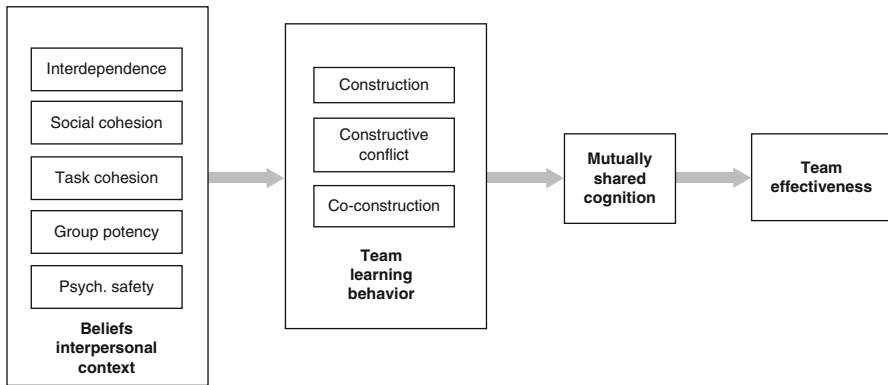 Interdependence
Social cohesion
Task cohesion
Group potency
Psych. safety
Beliefs
interpersonal
context
Construction
Constructive
conflict
Co-construction
Team
learning
behavior
Mutually
shared
cognition
Team
effectiveness